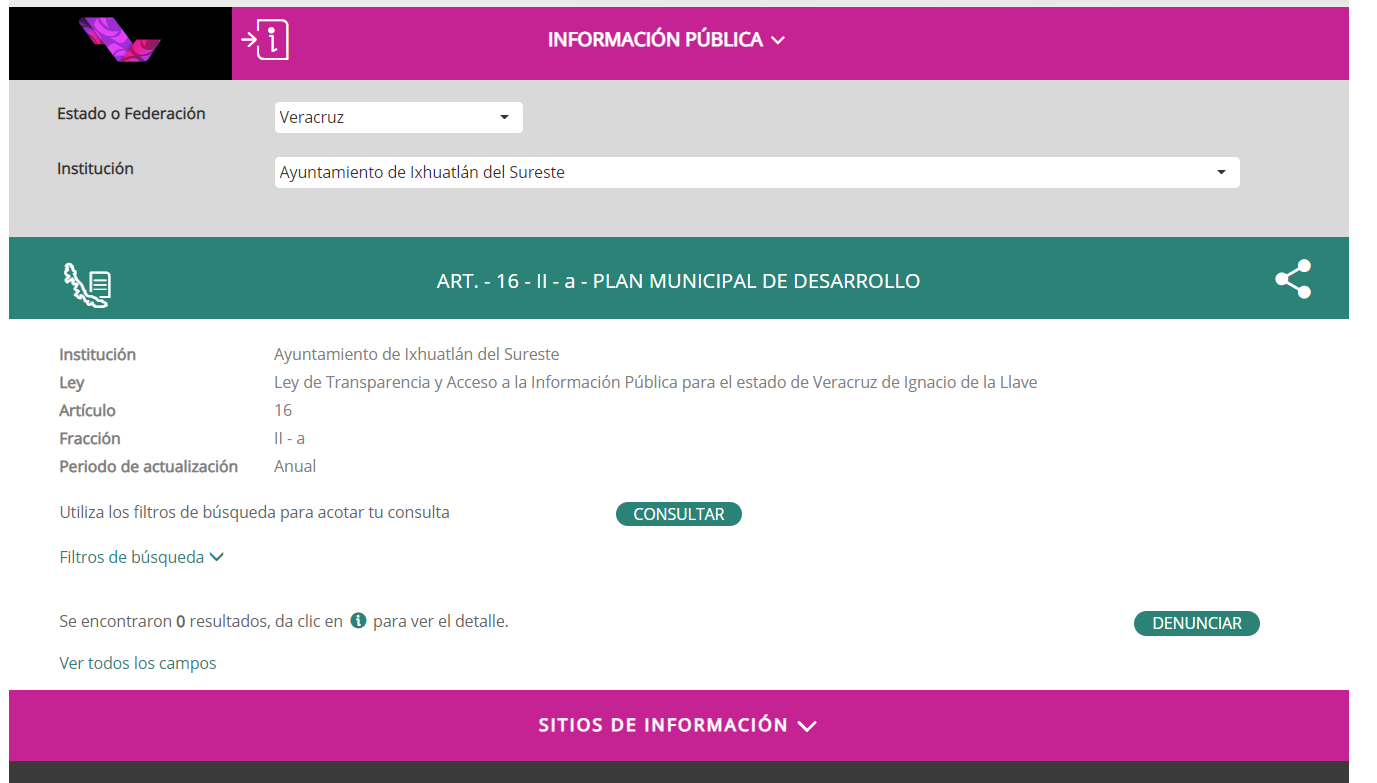 INFORMACIÓN PÚBLICA
Estado o Federación
Veracruz
Institución
Ayuntamiento de Ixhuatlán del Sureste
ART. - 16 - II - a - PLAN MUNICIPAL DE DESARROLLO
Institución Ayuntamiento de Ixhuatlán del Sureste
Ley Ley de Transparencia y Acceso a la Información Pública para el estado de Veracruz de Ignacio de la Llave
Artículo 16
Fracción II - a
Periodo de actualización Anual
Utiliza los filtros de búsqueda para acotar tu consulta CONSULTAR
Filtros de búsqueda
Se encontraron 0 resultados, da clic en i para ver el detalle. DENUNCIAR
Ver todos los campos
SITIOS DE INFORMACIÓN